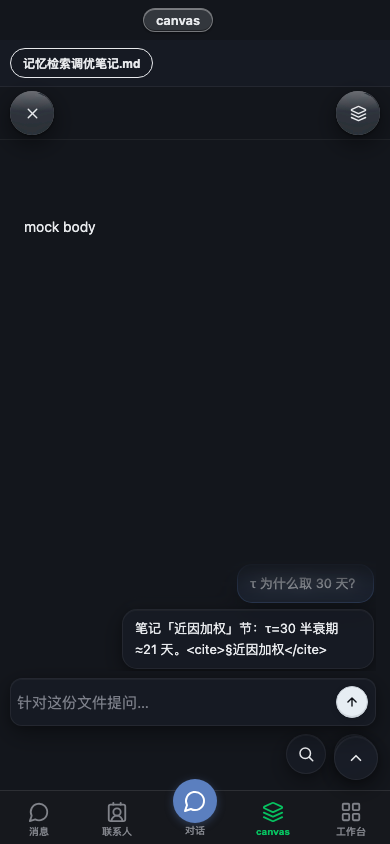 canvas
记忆检索调优笔记.md
mock body
τ 为什么取 30 天?
笔记「近因加权」节：τ=30 半衰期
≈21 天。<cite>§近因加权</cite>
针对这份文件提问...
消息
联系人
对话
canvas
工作台